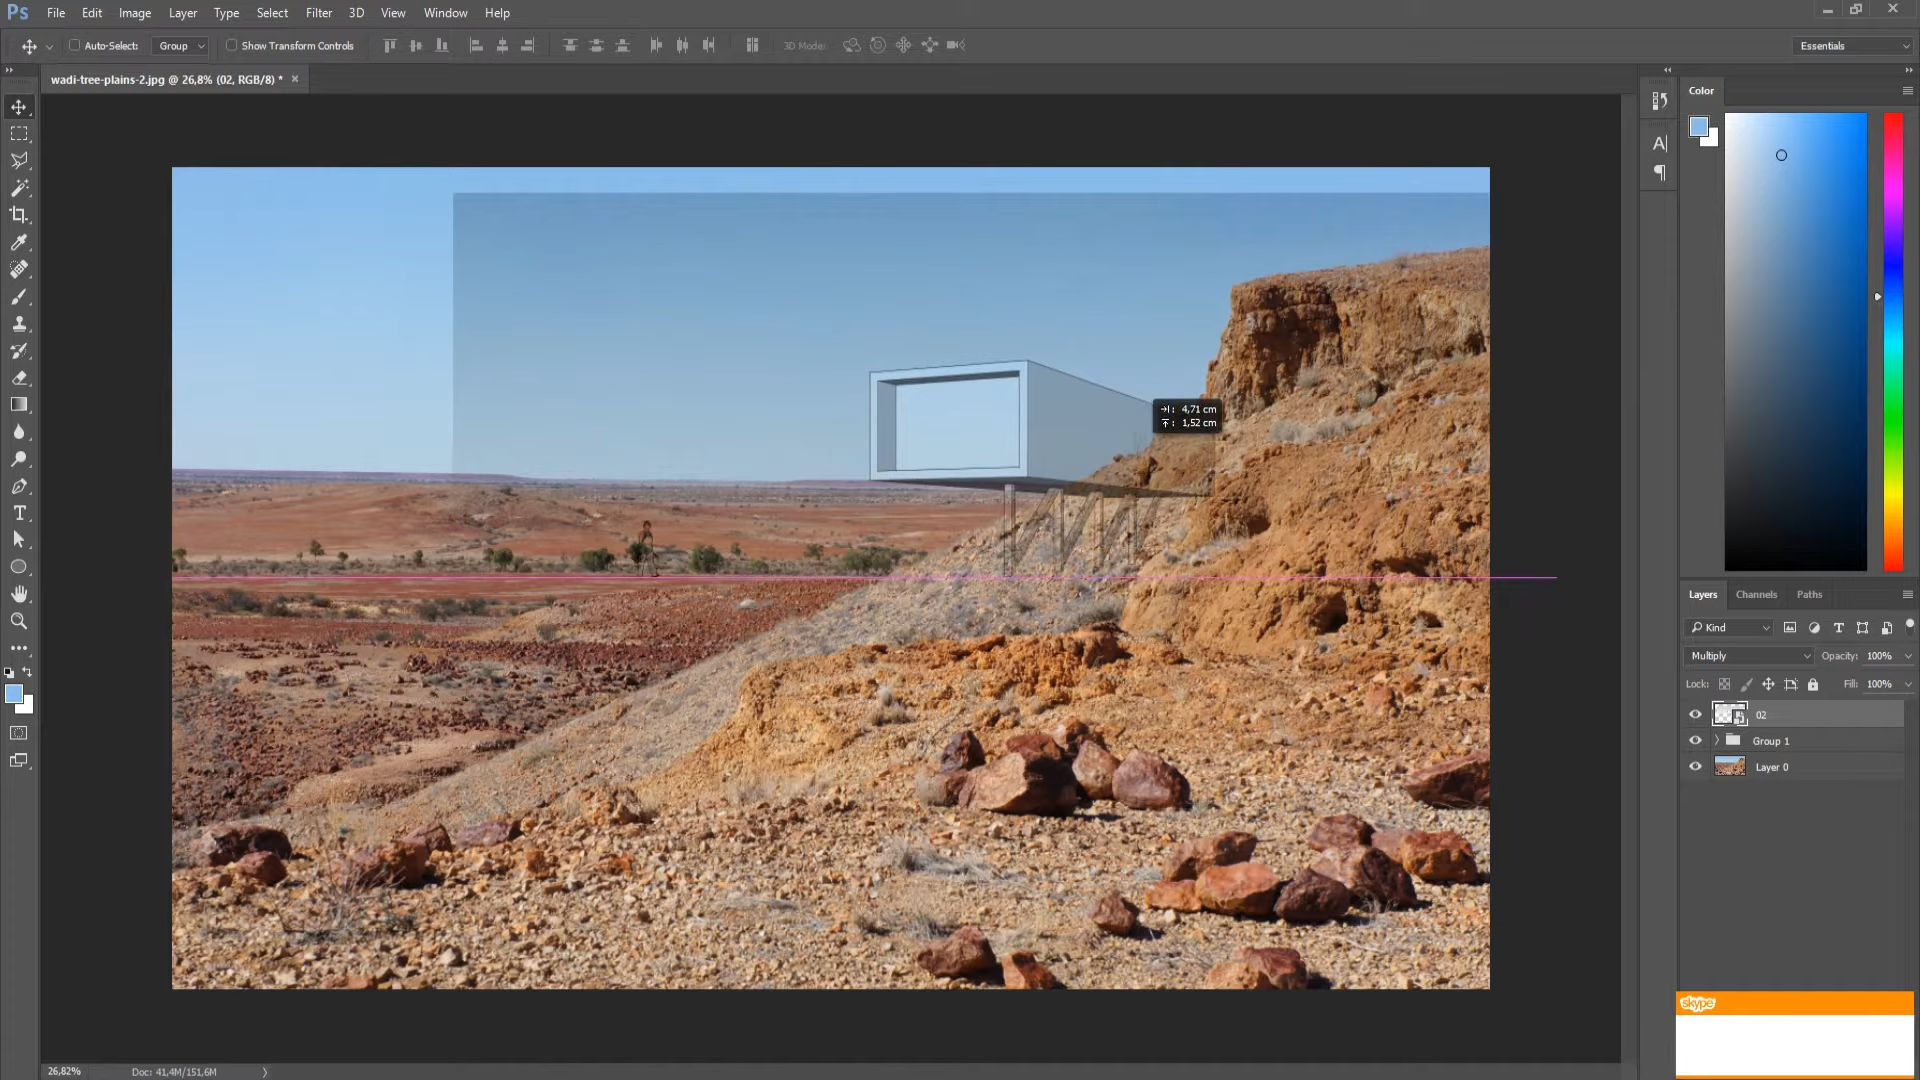 Ps File Edit Image Layer Type Select Filter 3D View Window Help
Auto-Select: Group Show Transform Controls 3D Mode: Essentials
wadi-tree-plains-2.jpg @ 26,8% (02, RGB/8) * ×
Color
A|
4,71 cm
1,52 cm
Layers Channels Paths
Kind
Multiply Opacity: 100%
Lock: Fill: 100%
02
Group 1
Layer 0
skype
26,82% Doc: 41,4M/151,6M